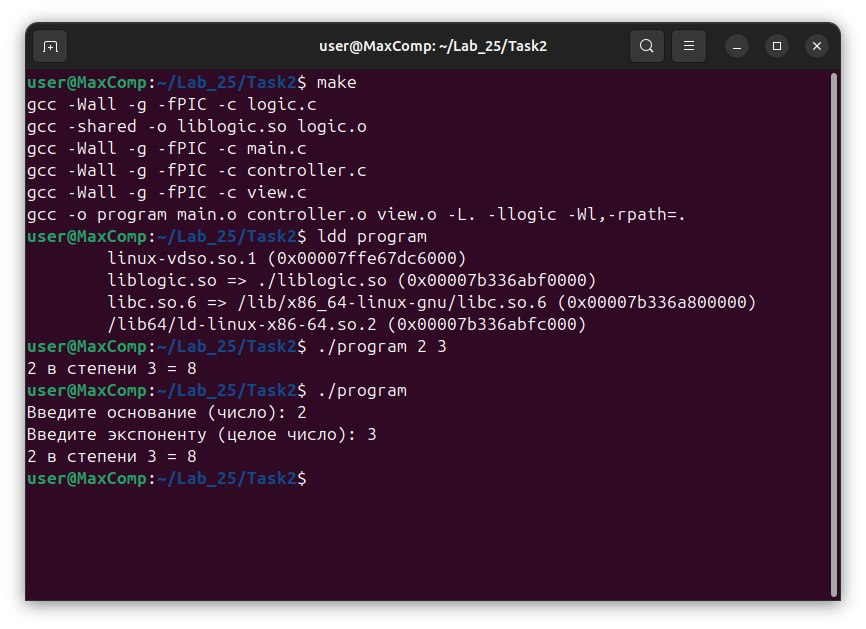 user@MaxComp: ~/Lab_25/Task2
user@MaxComp:~/Lab_25/Task2$ make
gcc -Wall -g -fPIC -c logic.c
gcc -shared -o liblogic.so logic.o
gcc -Wall -g -fPIC -c main.c
gcc -Wall -g -fPIC -c controller.c
gcc -Wall -g -fPIC -c view.c
gcc -o program main.o controller.o view.o -L. -llogic -Wl,-rpath=.
user@MaxComp:~/Lab_25/Task2$ ldd program
linux-vdso.so.1 (0x00007ffe67dc6000)
liblogic.so => ./liblogic.so (0x00007b336abf0000)
libc.so.6 => /lib/x86_64-linux-gnu/libc.so.6 (0x00007b336a800000)
/lib64/ld-linux-x86-64.so.2 (0x00007b336abfc000)
user@MaxComp:~/Lab_25/Task2$ ./program 2 3
2 в степени 3 = 8
user@MaxComp:~/Lab_25/Task2$ ./program
Введите основание (число): 2
Введите экспоненту (целое число): 3
2 в степени 3 = 8
user@MaxComp:~/Lab_25/Task2$